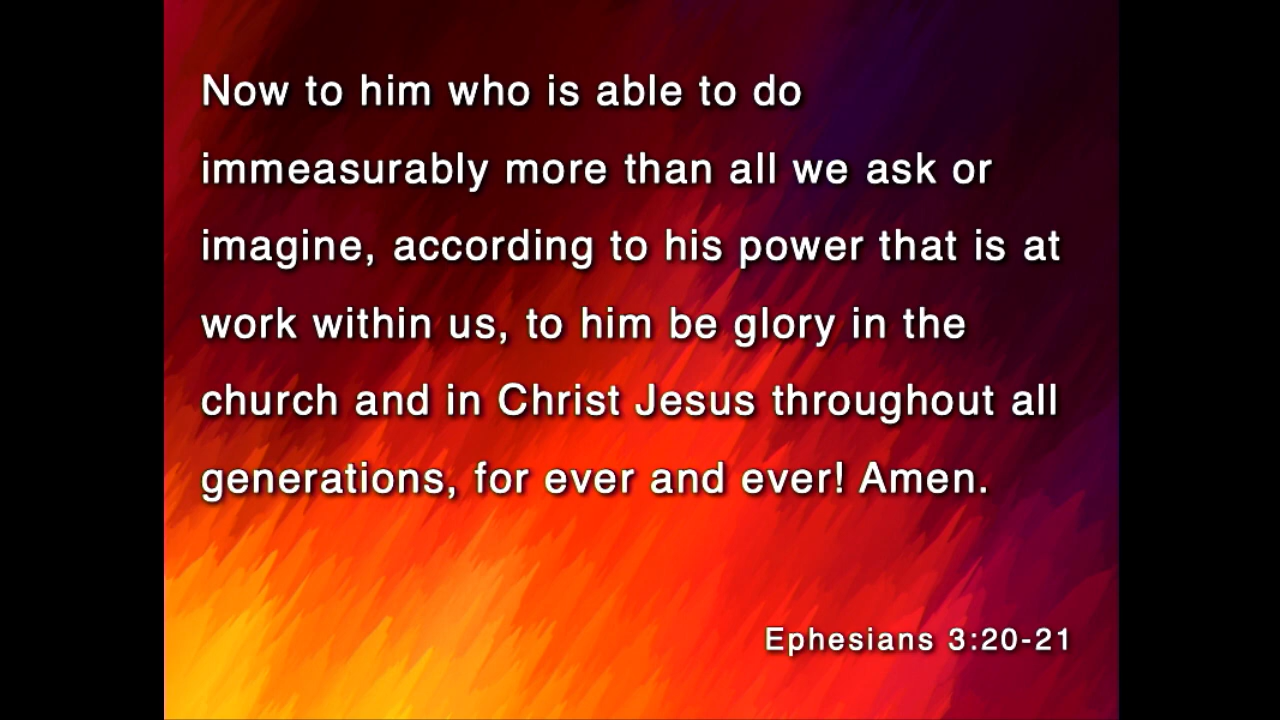 Now to him who is able to do
immeasurably more than all we ask or
imagine, according to his power that is at
work within us, to him be glory in the
church and in Christ Jesus throughout all
generations, for ever and ever! Amen.
Ephesians 3:20-21